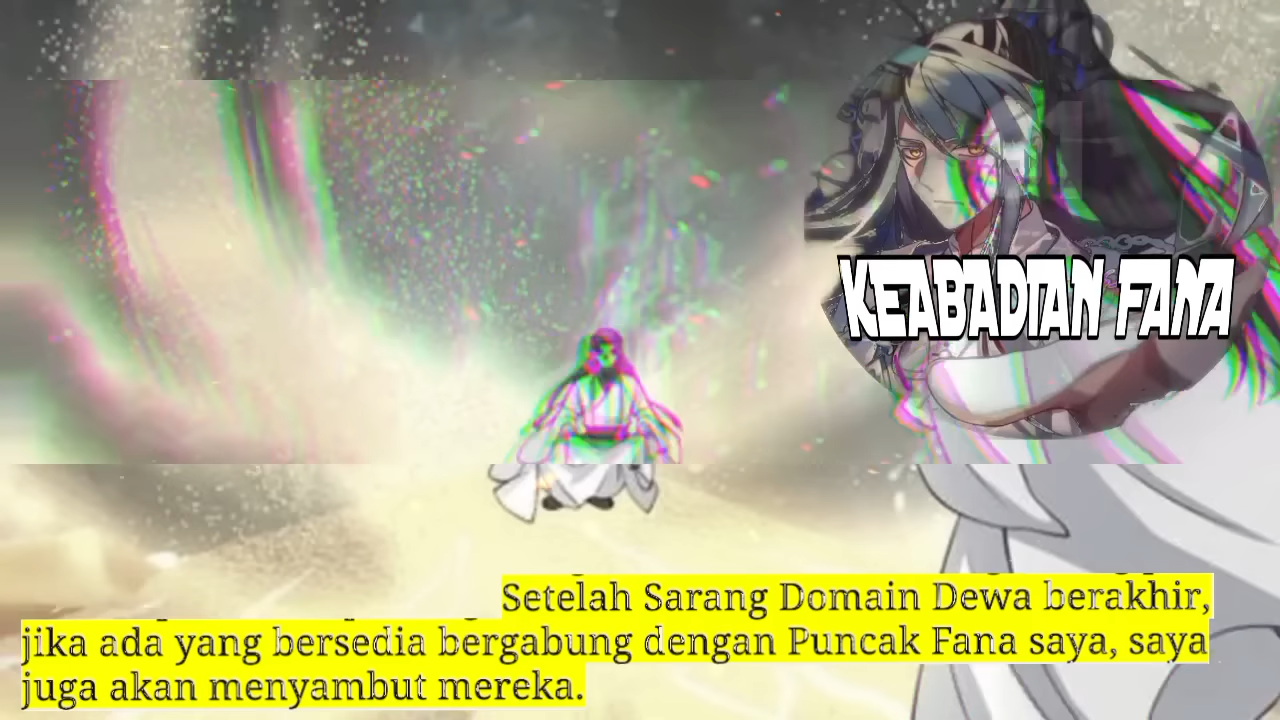 KEABADIAN FANA
Setelah Sarang Domain Dewa berakhir,
jika ada yang bersedia bergabung dengan Puncak Fana saya, saya
juga akan menyambut mereka.